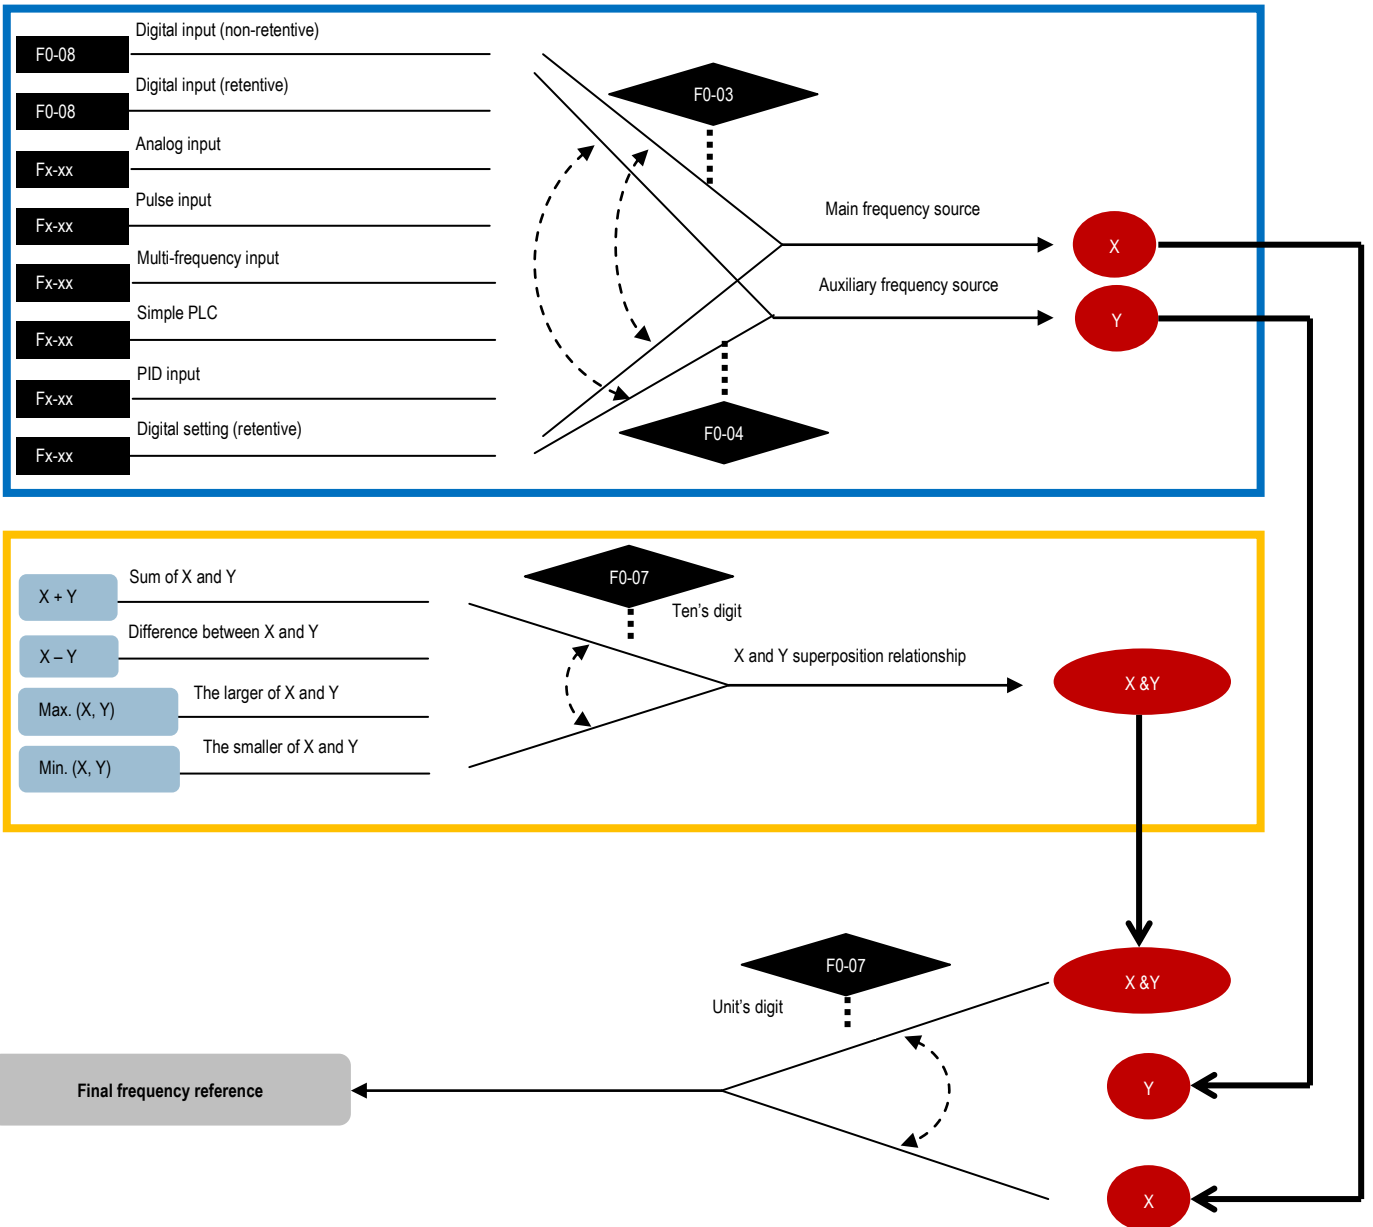 Digital input (non-retentive)
F0-08
Digital input (retentive)
F0-08
Analog input
Fx-xx
Pulse input
Fx-xx
Multi-frequency input
Fx-xx
Simple PLC
Fx-xx
PID input
Fx-xx
Digital setting (retentive)
Fx-xx
F0-03
Main frequency source
X
Auxiliary frequency source
Y
F0-04
Sum of X and Y
X + Y
Difference between X and Y
X – Y
The larger of X and Y
Max. (X, Y)
The smaller of X and Y
Min. (X, Y)
F0-07
Ten's digit
X and Y superposition relationship
X &Y
F0-07
Unit's digit
X &Y
Final frequency reference
Y
X